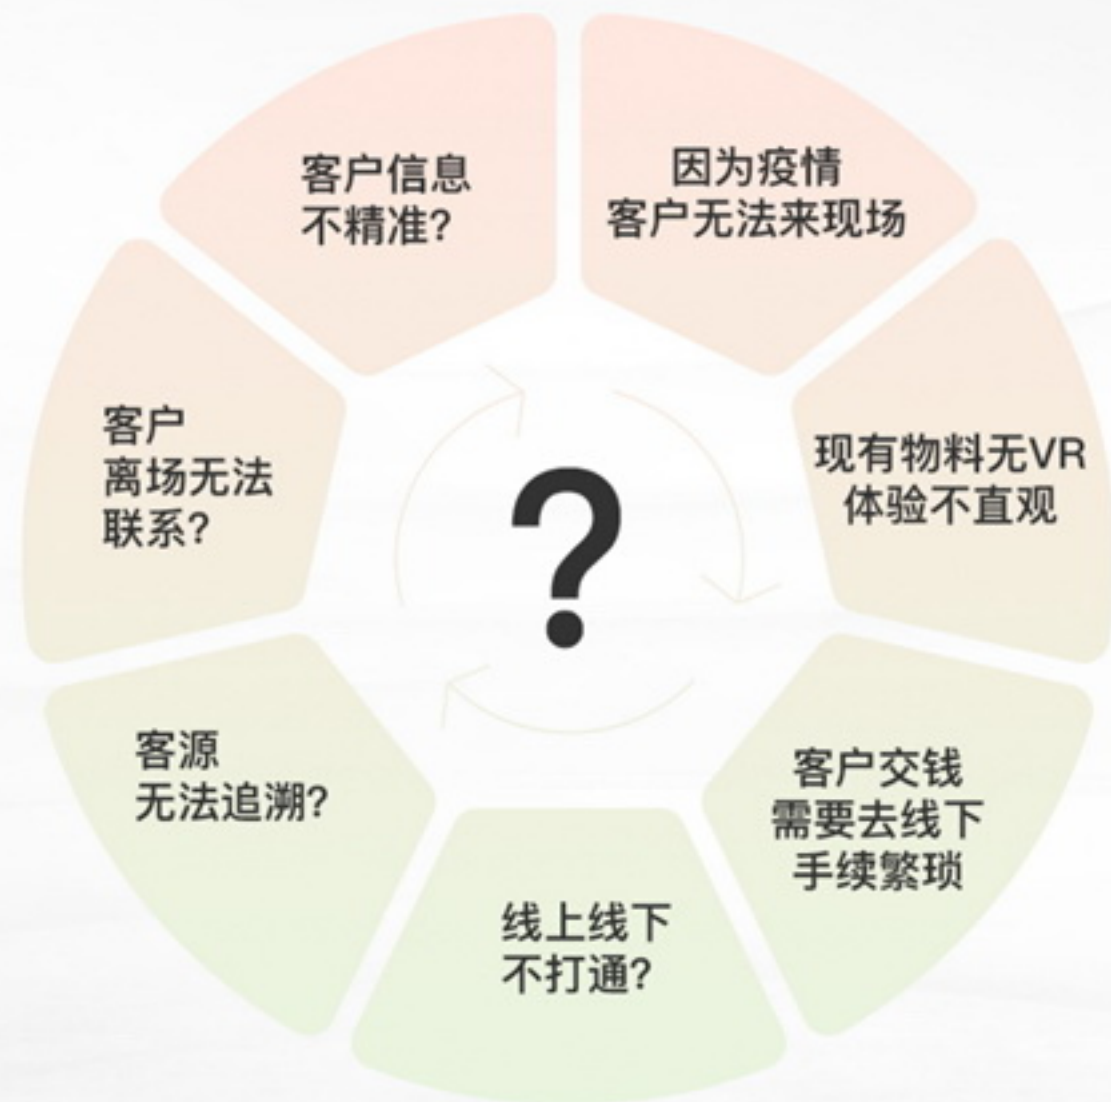 客户信息
不精准?
因为疫情
客户无法来现场
客户
离场无法
联系?
?
现有物料无VR
体验不直观
客源
无法追溯?
客户交钱
需要去线下
手续繁琐
线上线下
不打通?